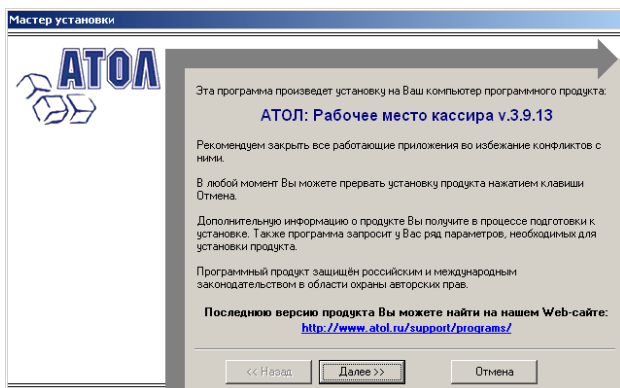 Мастер установки
АТОЛ
Эта программа произведет установку на Ваш компьютер программного продукта:
АТОЛ: Рабочее место кассира v.3.9.13
Рекомендуем закрыть все работающие приложения во избежание конфликтов с
ними.
В любой момент Вы можете прервать установку продукта нажатием клавиши
Отмена.
Дополнительную информацию о продукте Вы получите в процессе подготовки к
установке. Также программа запросит у Вас ряд параметров, необходимых для
установки продукта.
Программный продукт защищён российским и международным
законодательством в области охраны авторских прав.
Последнюю версию продукта Вы можете найти на нашем Web-сайте:
http://www.atol.ru/support/programs/
<< Назад Далее >> Отмена